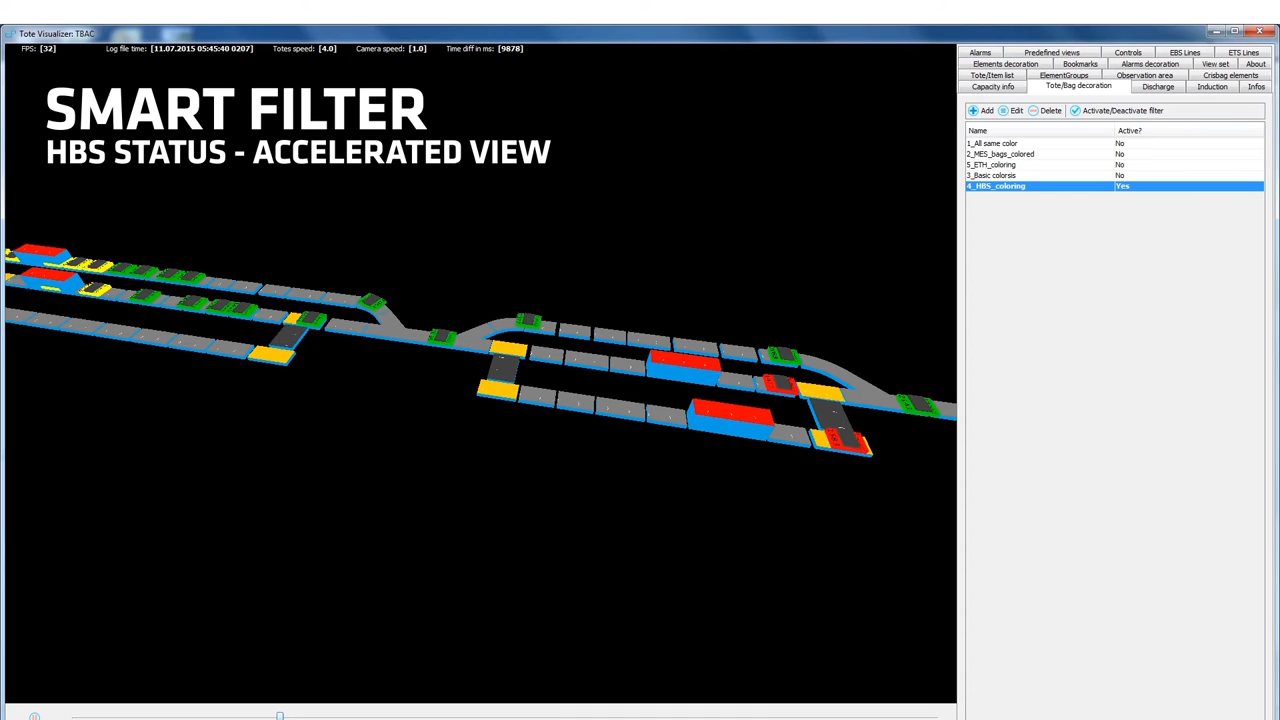 Tote Visualizer: TBAC
FPS: [32] Log file time: [11.07.2015 05:45:40 0207] Totes speed: [4.0] Camera speed: [1.0] Time diff in ms: [9878]
SMART FILTER
HBS STATUS - ACCELERATED VIEW
Alarms Predefined views Controls EBS Lines ETS Lines
Elements decoration Bookmarks Alarms decoration View set About
Tote/Item list ElementGroups Observation area Crisbag elements
Capacity info Tote/Bag decoration Discharge Induction Infos
Add Edit Delete Activate/Deactivate filter
Name Active?
1_All same color No
2_MES_bags_colored No
5_ETH_coloring No
3_Basic colorsis No
4_HBS_coloring Yes